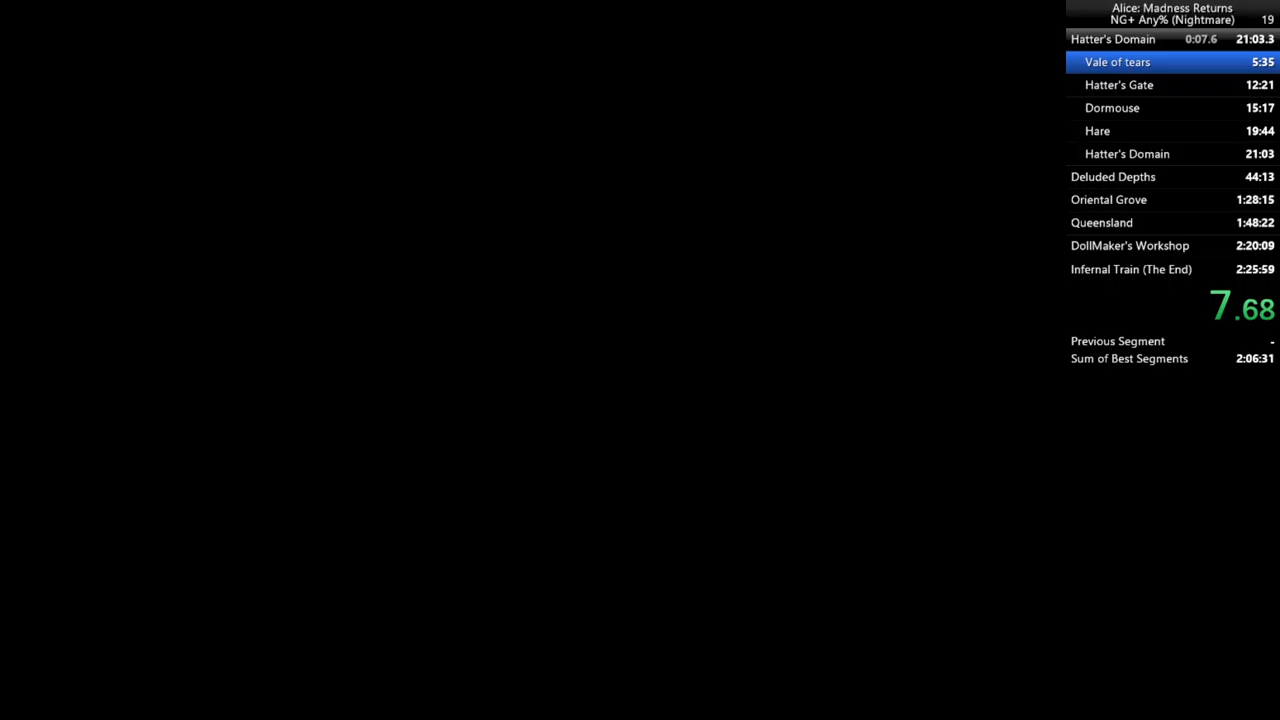 Alice: Madness Returns
NG+ Any% (Nightmare) 19
Hatter's Domain 0:07.6 21:03.3
Vale of tears 5:35
Hatter's Gate 12:21
Dormouse 15:17
Hare 19:44
Hatter's Domain 21:03
Deluded Depths 44:13
Oriental Grove 1:28:15
Queensland 1:48:22
DollMaker's Workshop 2:20:09
Infernal Train (The End) 2:25:59
7.68
Previous Segment -
Sum of Best Segments 2:06:31